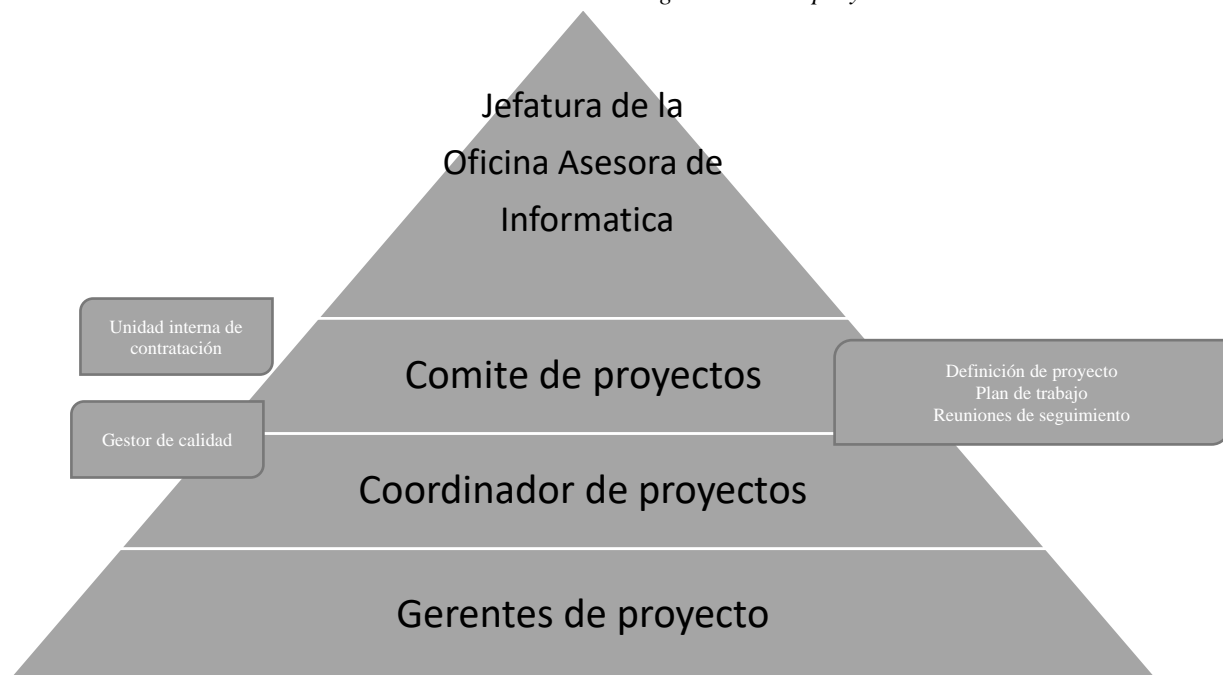 Jefatura de la
Oficina Asesora de
Informatica
Unidad interna de
contratación
Comite de proyectos
Definición de proyecto
Plan de trabajo
Reuniones de seguimiento
Gestor de calidad
Coordinador de proyectos
Gerentes de proyecto